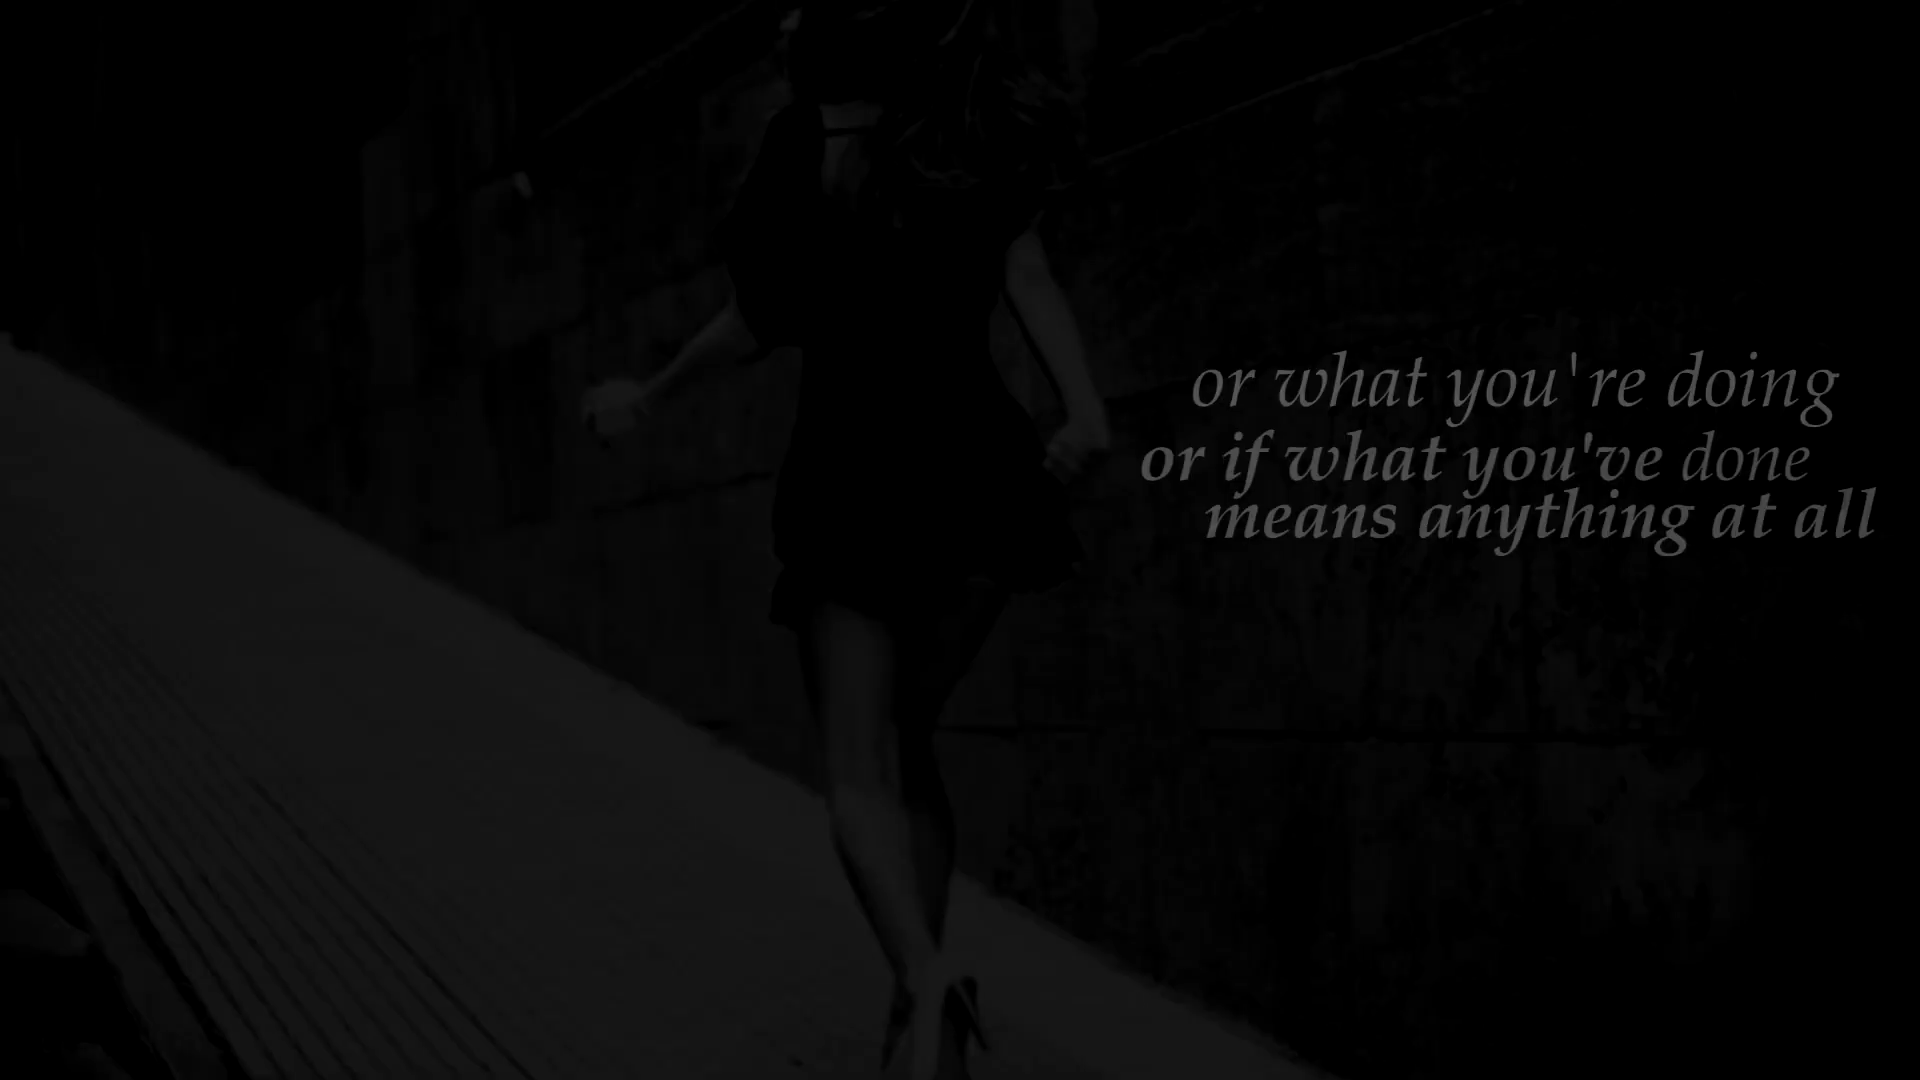 or what you're doing
or if what you've done
means anything at all